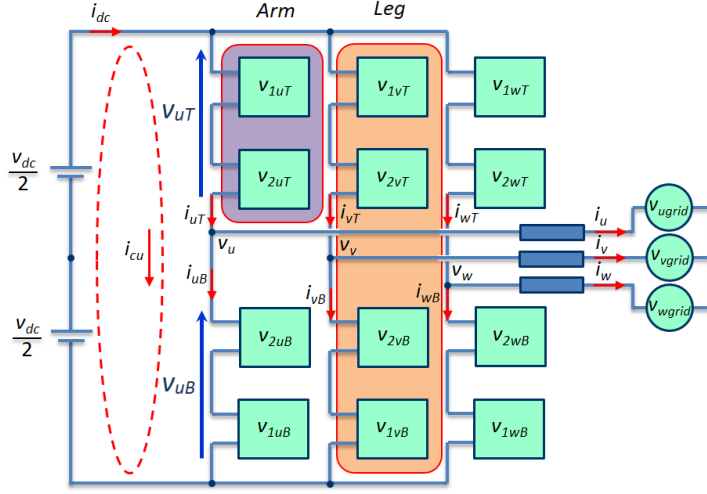 i_dc
Arm
Leg
v_1uT
v_1vT
v_1wT
v_uT
v_dc
2
v_2uT
v_2vT
v_2wT
i_uT
i_vT
i_wT
i_u
v_ugrid
v_u
i_cu
v_v
i_v
v_vgrid
v_w
i_w
i_uB
i_vB
i_wB
v_wgrid
v_dc
2
v_2uB
v_2vB
v_2wB
v_uB
v_1uB
v_1vB
v_1wB